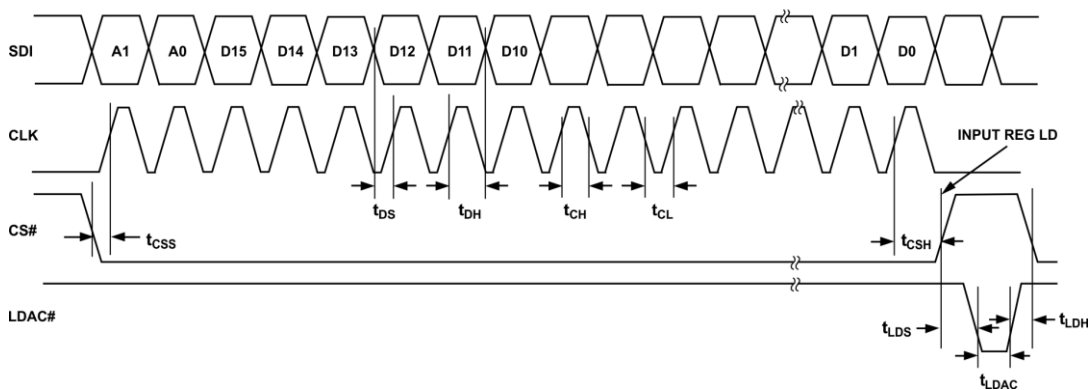 SDI A1 A0 D15 D14 D13 D12 D11 D10 D1 D0
CLK
INPUT REG LD
tDS tDH tCH tCL
CS# tCSS tCSH
LDAC#
tLDS tLDH
tLDAC